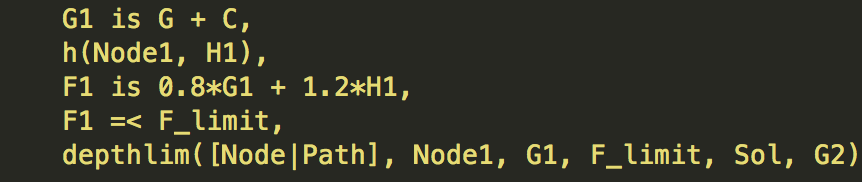 G1 is G + C,
h(Node1, H1),
F1 is 0.8*G1 + 1.2*H1,
F1 =< F_limit,
depthlim([Node|Path], Node1, G1, F_limit, Sol, G2)